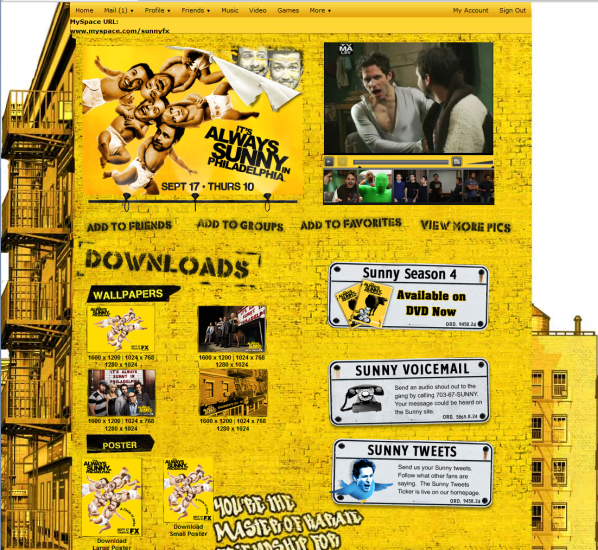 Home Mail (1) ▾ Profile ▾ Friends ▾ Music Video Games More ▾ My Account Sign Out
MySpace URL:
www.myspace.com/sunnyfx
MA
IT'S
ALWAYS
SUNNY IN
PHILADELPHIA
SEPT 17 • THURS 10
ADD TO FRIENDS ADD TO GROUPS ADD TO FAVORITES VIEW MORE PICS
DOWNLOADS
WALLPAPERS
1600 x 1200 | 1024 x 768
1280 x 1024
1600 x 1200 | 1024 x 768
1280 x 1024
1600 x 1200 | 1024 x 768
1280 x 1024
1600 x 1200 | 1024 x 768
1280 x 1024
POSTER
Download
Large Poster
Download
Small Poster
YOU'RE THE
MASTER OF KARATE
FRIENDSHIP FOR
Sunny Season 4
Available on
DVD Now
ORD. 9458.24
SUNNY VOICEMAIL
Send an audio shout out to the
gang by calling 703-67-SUNNY.
Your message could be heard on
the Sunny site.
SUNNY TWEETS
Send us your Sunny tweets.
Follow what other fans are
saying. The Sunny Tweets
Ticker is live on our homepage.
ORD. 9458.24